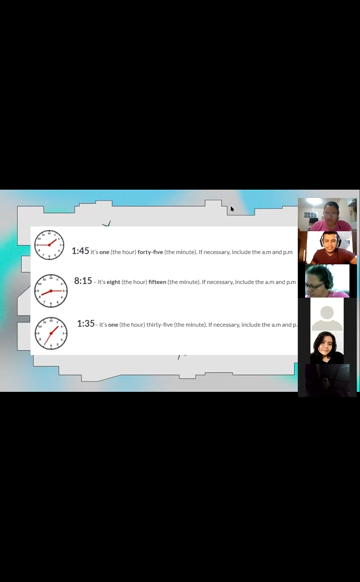 1:45 it's one (the hour) forty-five (the minute). If necessary, include the a.m and p.m
8:15 - It's eight (the hour) fifteen (the minute). If necessary, include the a.m and p.m
1:35 - it's one (the hour) thirty-five (the minute). If necessary, include the a.m and p.